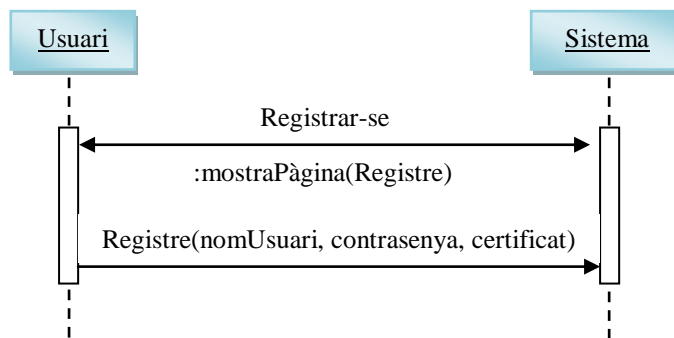 Usuari
Sistema
Registrar-se
:mostraPàgina(Registre)
Registre(nomUsuari, contrasenya, certificat)